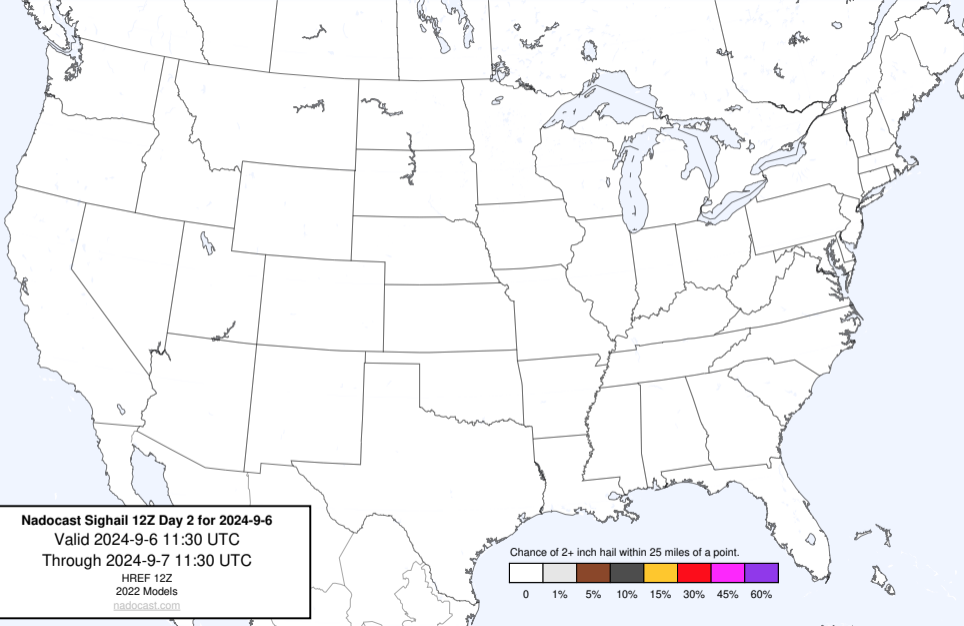 Nadocast Sighail 12Z Day 2 for 2024-9-6
Valid 2024-9-6 11:30 UTC
Through 2024-9-7 11:30 UTC
HREF 12Z
2022 Models
nadocast.com
Chance of 2+ inch hail within 25 miles of a point.
0 1% 5% 10% 15% 30% 45% 60%